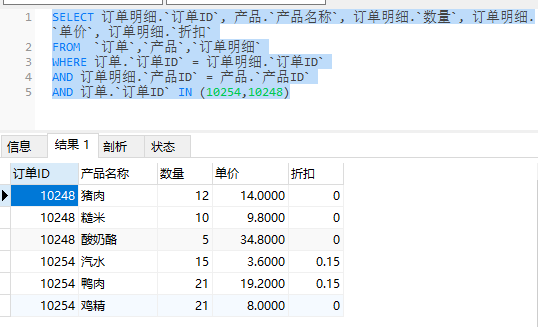 1 SELECT 订单明细.`订单ID`, 产品.`产品名称`, 订单明细.`数量`, 订单明细.
`单价`, 订单明细.`折扣`
2 FROM `订单`,`产品`,`订单明细`
3 WHERE 订单.`订单ID` = 订单明细.`订单ID`
4 AND 订单明细.`产品ID` = 产品.`产品ID`
5 AND 订单.`订单ID` IN (10254,10248)
信息 结果 1 剖析 状态
订单ID 产品名称 数量 单价 折扣
10248 猪肉 12 14.0000 0
10248 糙米 10 9.8000 0
10248 酸奶酪 5 34.8000 0
10254 汽水 15 3.6000 0.15
10254 鸭肉 21 19.2000 0.15
10254 鸡精 21 8.0000 0